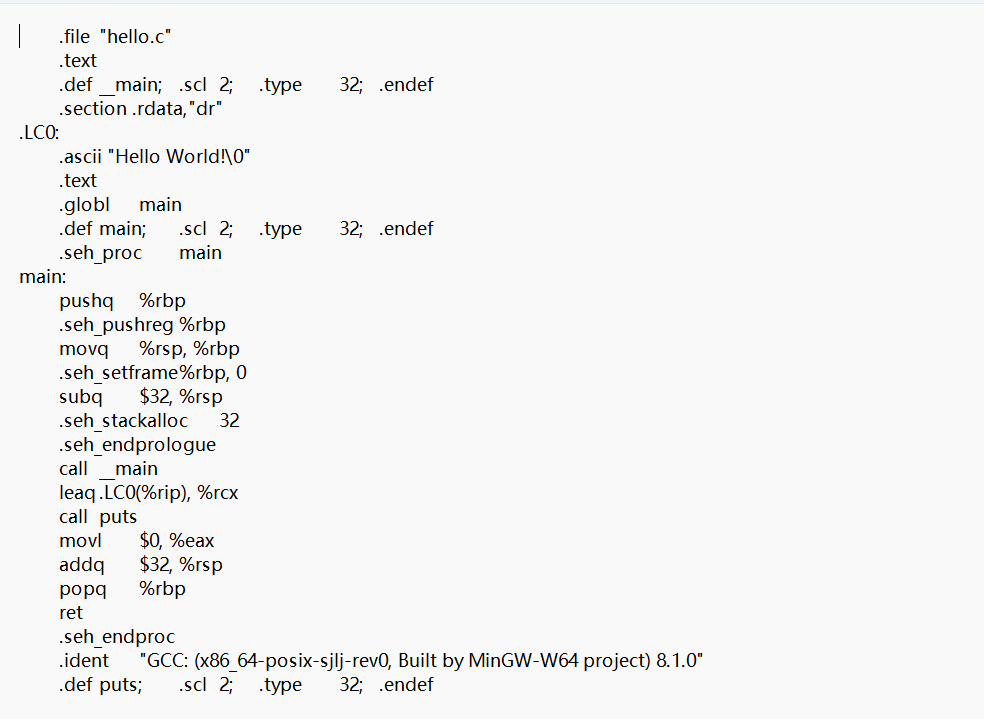 .file "hello.c"
.text
.def __main; .scl 2; .type 32; .endef
.section .rdata,"dr"
.LC0:
.ascii "Hello World!\0"
.text
.globl main
.def main; .scl 2; .type 32; .endef
.seh_proc main
main:
pushq %rbp
.seh_pushreg %rbp
movq %rsp, %rbp
.seh_setframe%rbp, 0
subq $32, %rsp
.seh_stackalloc 32
.seh_endprologue
call __main
leaq .LC0(%rip), %rcx
call puts
movl $0, %eax
addq $32, %rsp
popq %rbp
ret
.seh_endproc
.ident "GCC: (x86_64-posix-sjlj-rev0, Built by MinGW-W64 project) 8.1.0"
.def puts; .scl 2; .type 32; .endef